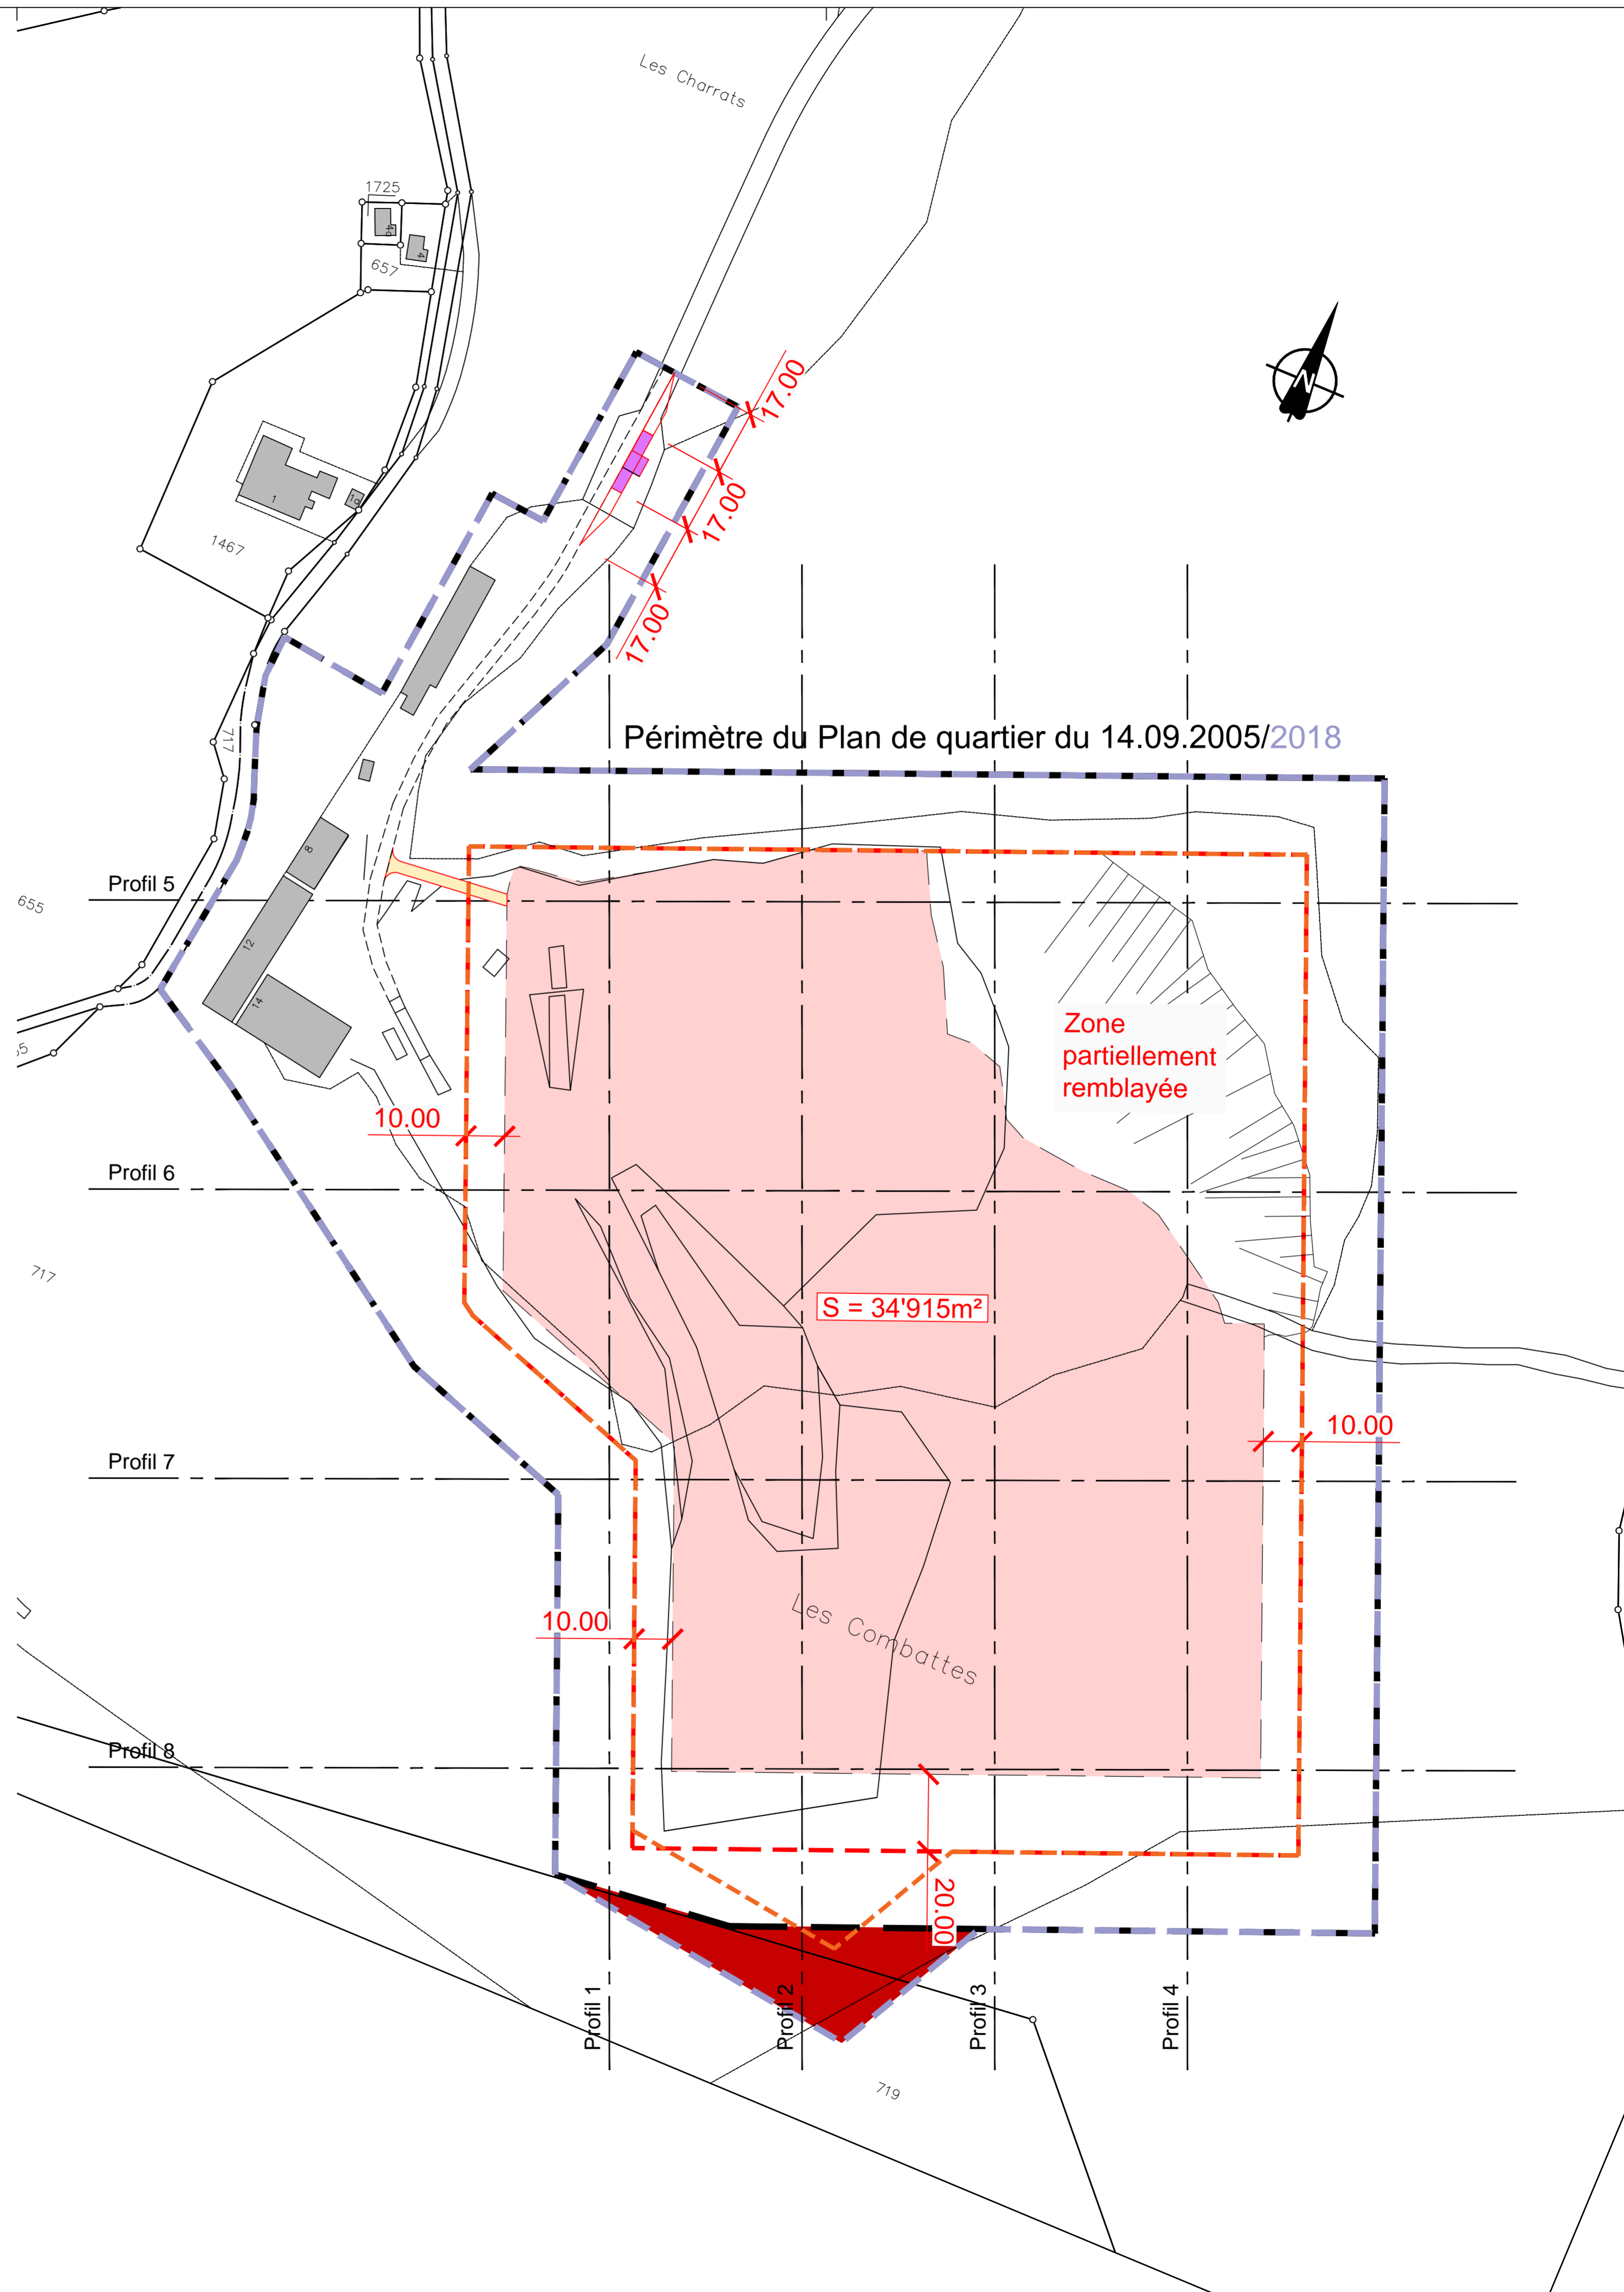 Les Charrats
1725
4a
4
657
N
17.00
17.00
17.00
1
1a
1467
717
Périmètre du Plan de quartier du 14.09.2005/2018
8
Profil 5
655
12
14
Zone
partiellement
remblayée
10.00
Profil 6
717
S = 34'915m²
10.00
Profil 7
10.00
Les Combattes
Profil 8
20.00
Profil 1
Profil 2
Profil 3
Profil 4
719